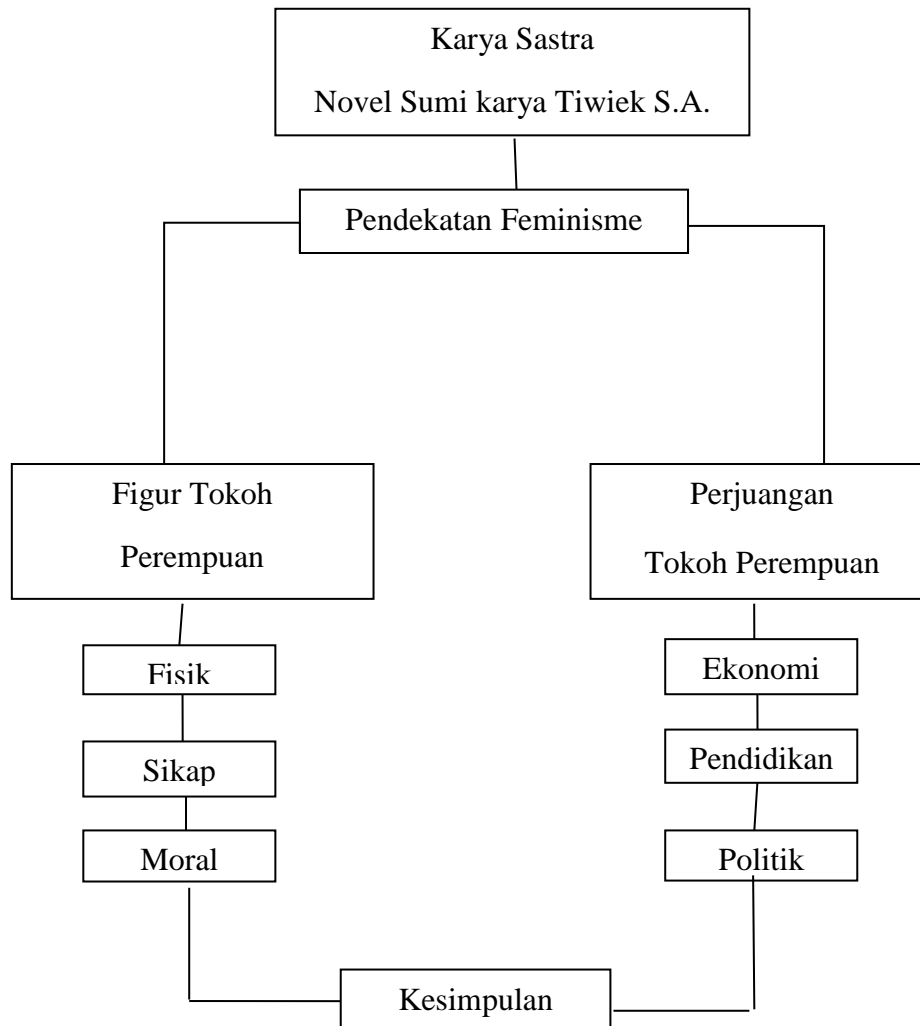 Karya Sastra
Novel Sumi karya Tiwiek S.A.
Pendekatan Feminisme
Figur Tokoh
Perempuan
Fisik
Sikap
Moral
Perjuangan
Tokoh Perempuan
Ekonomi
Pendidikan
Politik
Kesimpulan